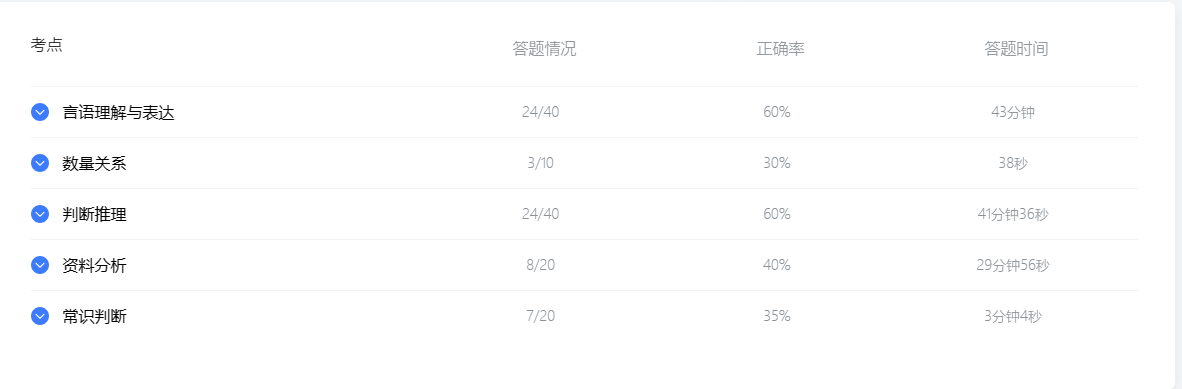 考点 答题情况 正确率 答题时间
言语理解与表达 24/40 60% 43分钟
数量关系 3/10 30% 38秒
判断推理 24/40 60% 41分钟36秒
资料分析 8/20 40% 29分钟56秒
常识判断 7/20 35% 3分钟4秒